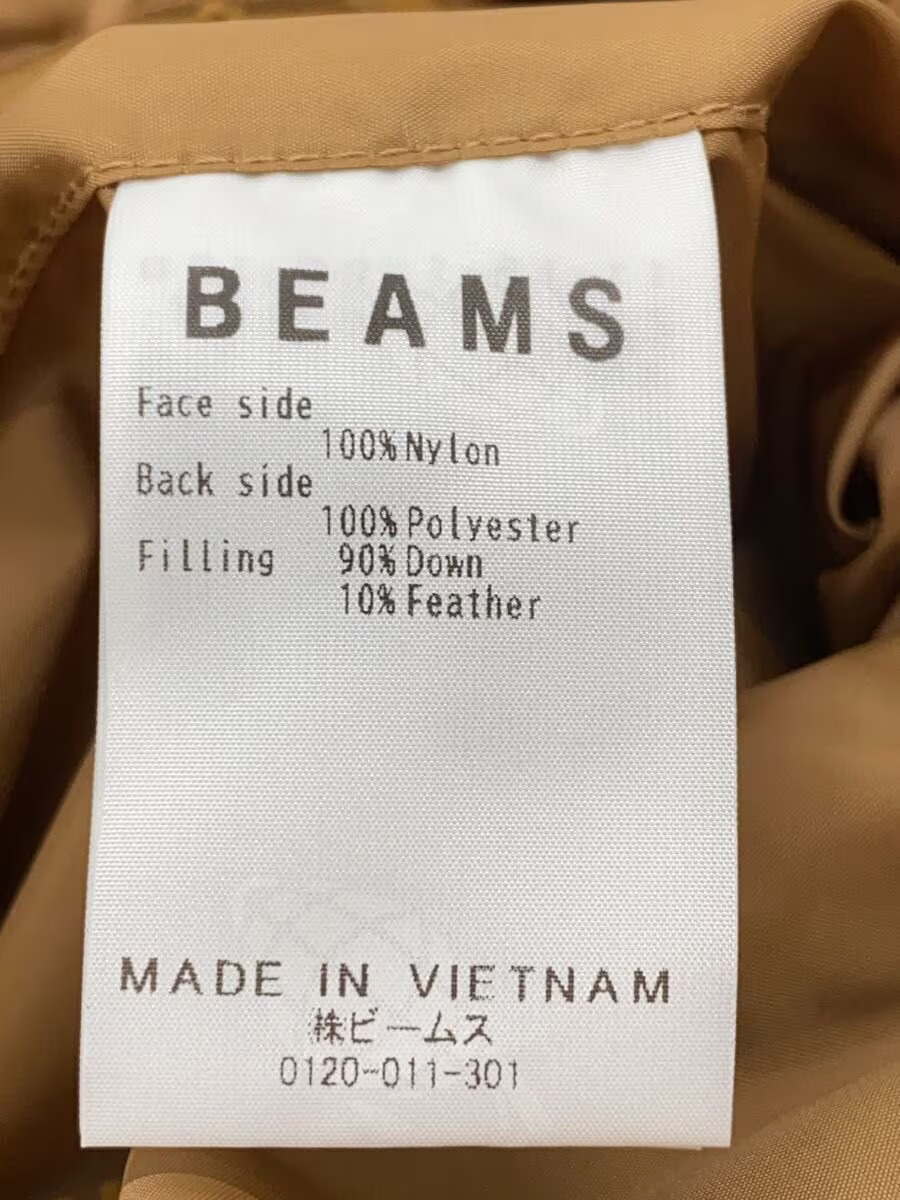 BEAMS
Face side
100% Nylon
Back side
100% Polyester
Filling 90% Down
10% Feather
MADE IN VIETNAM
株ビームス
0120-011-301